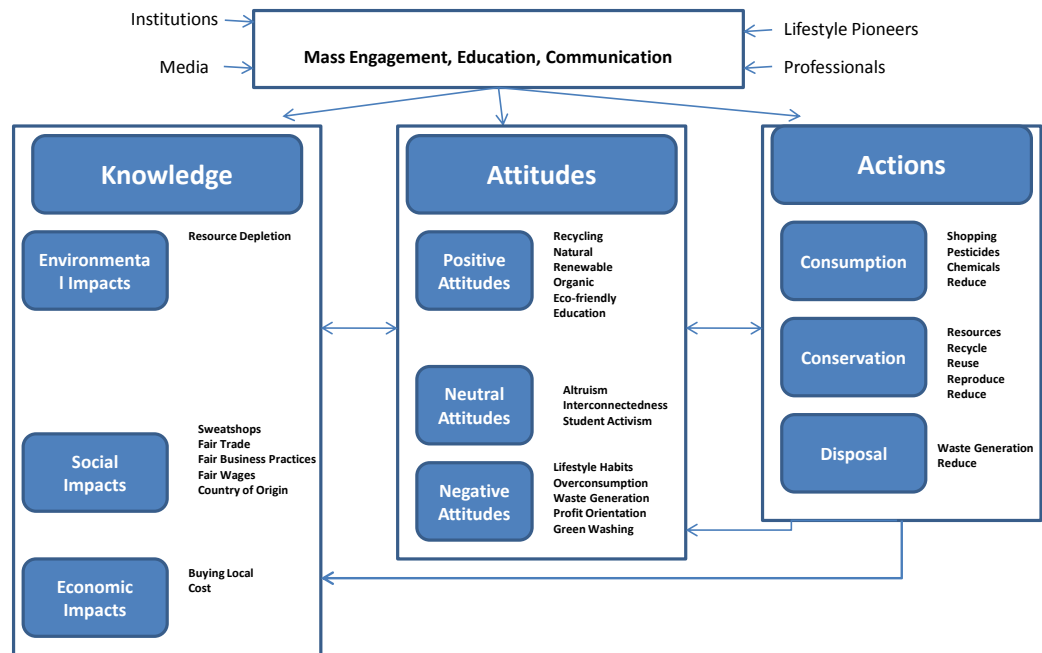 Institutions
Media
Mass Engagement, Education, Communication
Lifestyle Pioneers
Professionals
Knowledge
Environmenta
l Impacts
Resource Depletion
Social
Impacts
Sweatshops
Fair Trade
Fair Business Practices
Fair Wages
Country of Origin
Economic
Impacts
Buying Local
Cost
Attitudes
Positive
Attitudes
Recycling
Natural
Renewable
Organic
Eco-friendly
Education
Neutral
Attitudes
Altruism
Interconnectedness
Student Activism
Negative
Attitudes
Lifestyle Habits
Overconsumption
Waste Generation
Profit Orientation
Green Washing
Actions
Consumption
Shopping
Pesticides
Chemicals
Reduce
Conservation
Resources
Recycle
Reuse
Reproduce
Reduce
Disposal
Waste Generation
Reduce